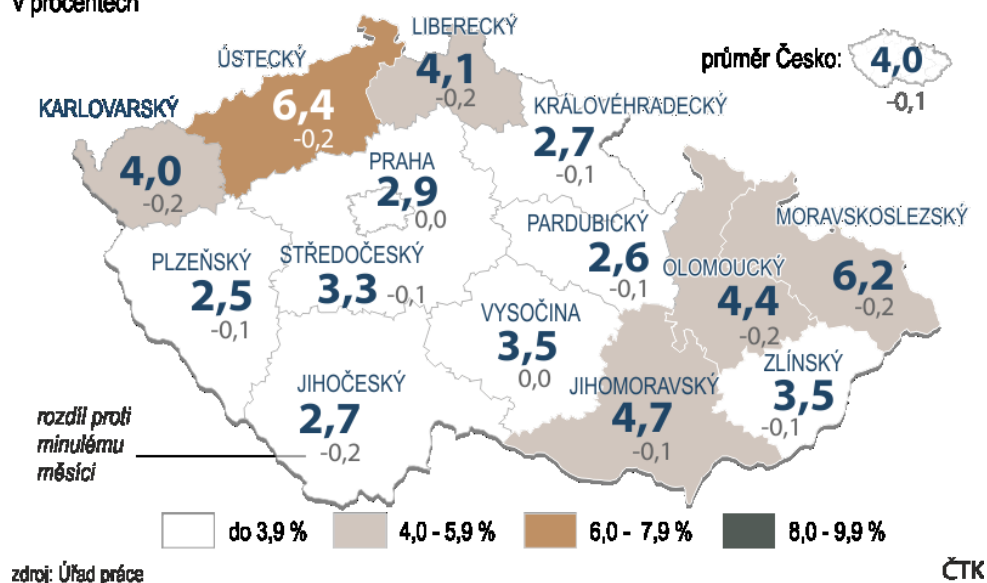 v procentech
LIBERECKÝ
4,1
-0,2
ÚSTECKÝ
6,4
-0,2
průměr Česko:
4,0
-0,1
KARLOVARSKÝ
4,0
-0,2
KRÁLOVÉHRADECKÝ
2,7
-0,1
PRAHA
2,9
0,0
PARDUBICKÝ
2,6
-0,1
MORAVSKOSLEZSKÝ
6,2
-0,2
PLZEŇSKÝ
2,5
-0,1
STŘEDOČESKÝ
3,3 -0,1
OLOMOUCKÝ
4,4
-0,2
VYSOČINA
3,5
0,0
ZLÍNSKÝ
3,5
-0,1
JIHOČESKÝ
2,7
-0,2
JIHOMORAVSKÝ
4,7
-0,1
rozdíl proti
minulému
měsíci
do 3,9 %
4,0 - 5,9 %
6,0 - 7,9 %
8,0 - 9,9 %
zdroj: Úřad práce
ČTK